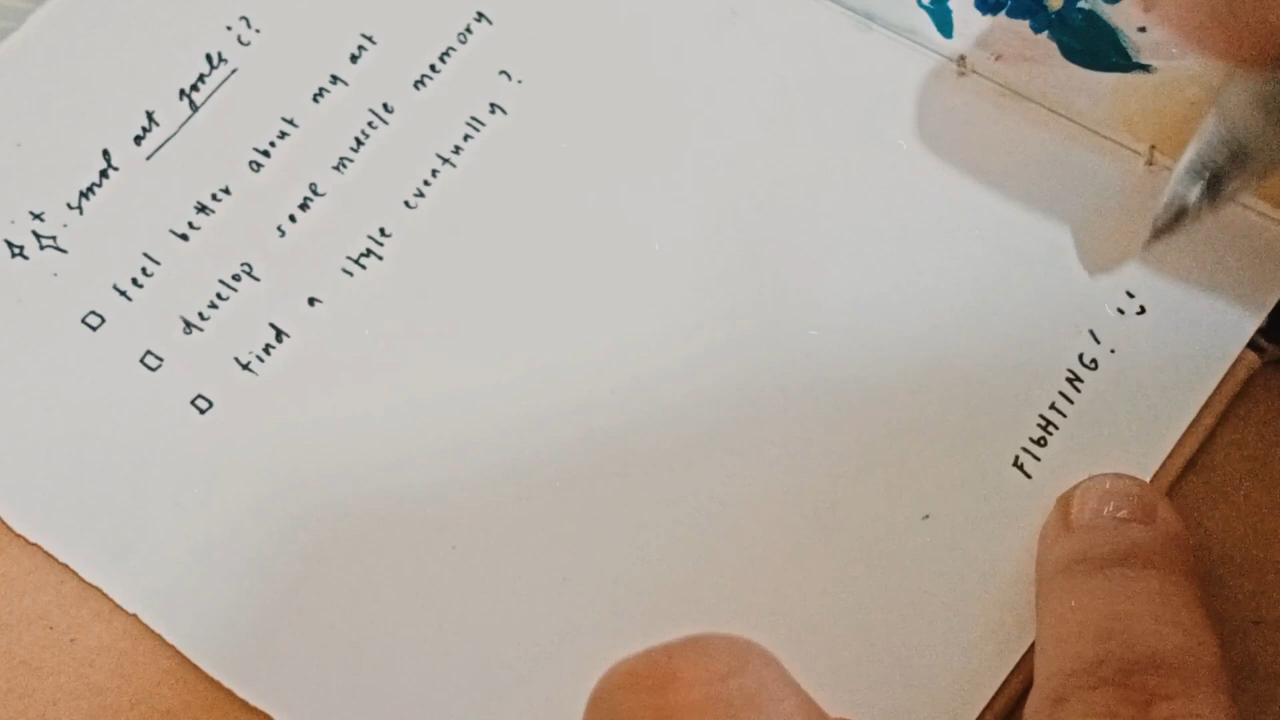 smol art goals :c?
feel better about my art
develop some muscle memory
find a style eventually?
FIGHTING! :)